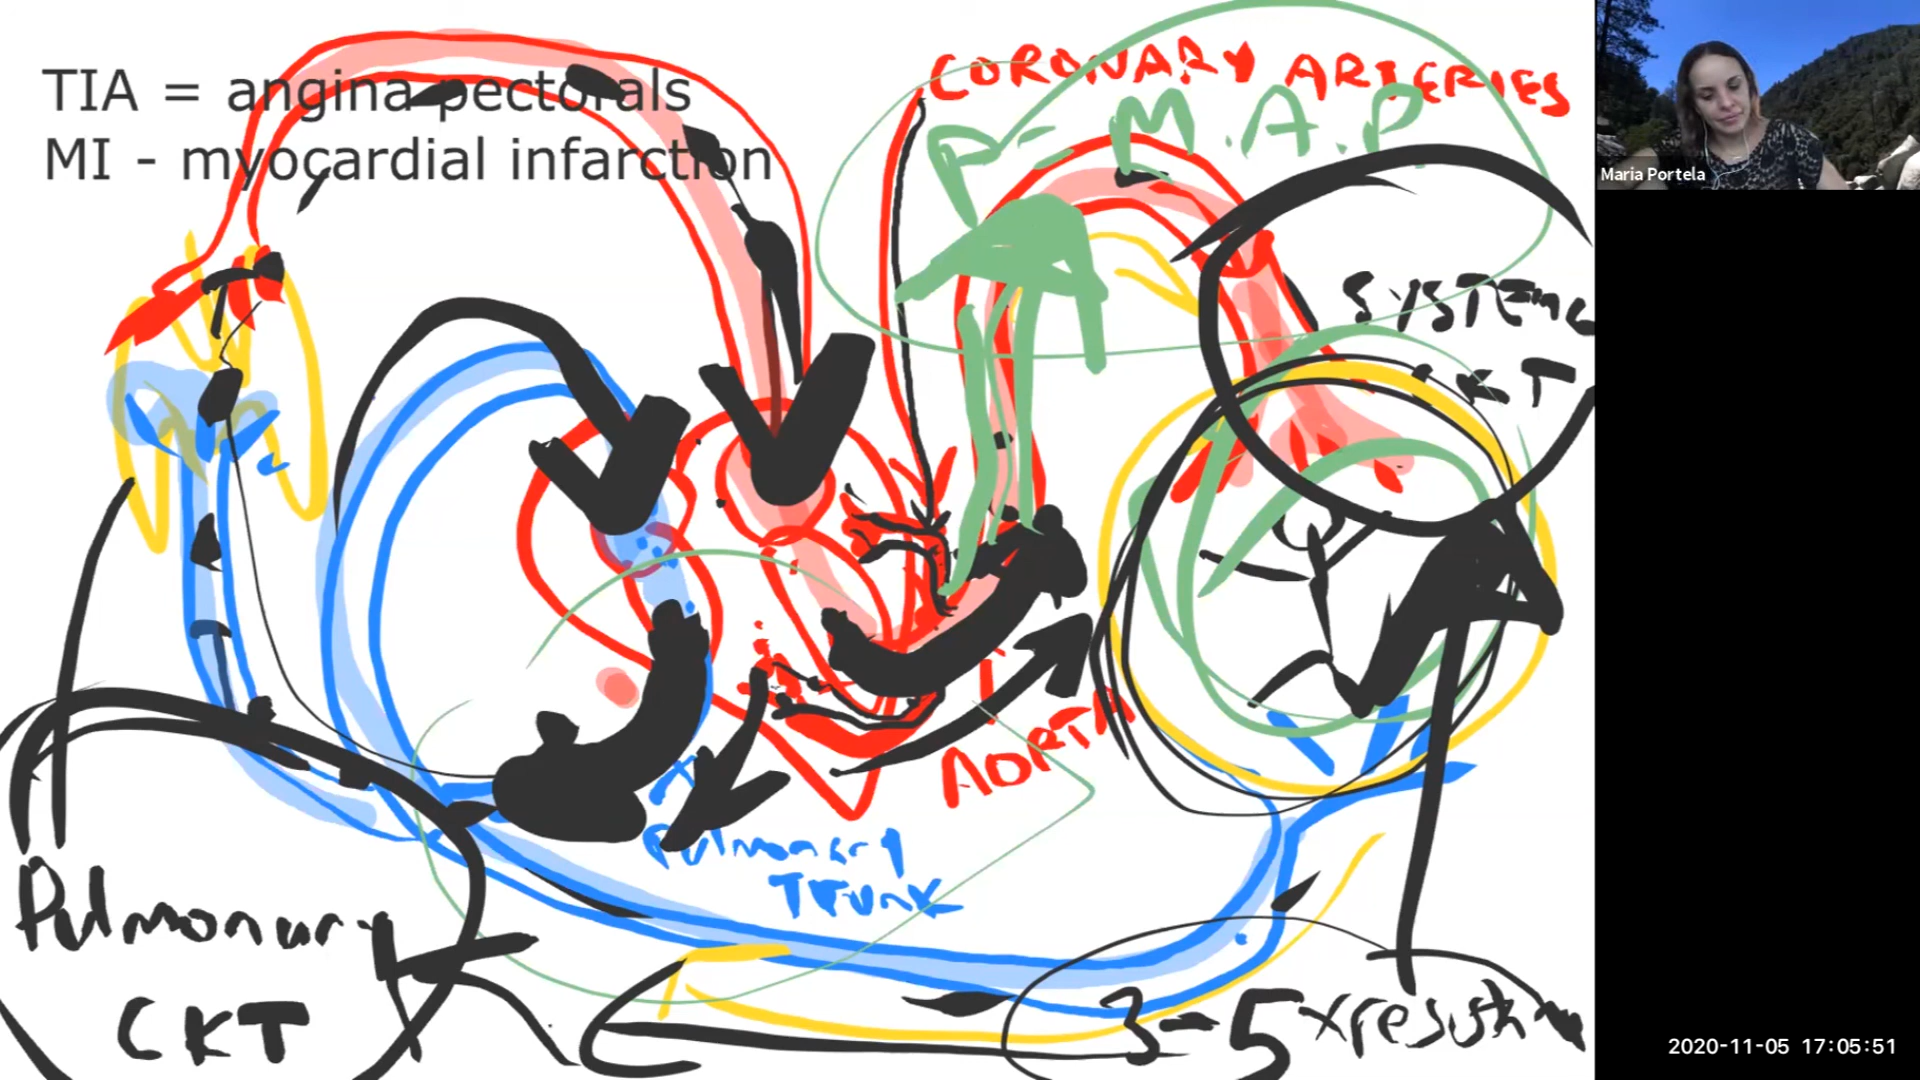 TIA = angina pectorals
MI - myocardial infarction
CORONARY ARTERIES
P = M.A.P.
SYSTEMIC
CKT
AORTA
Pulmonary
Trunk
Pulmonary
CKT
3-5x
Maria Portela
2020-11-05 17:05:51